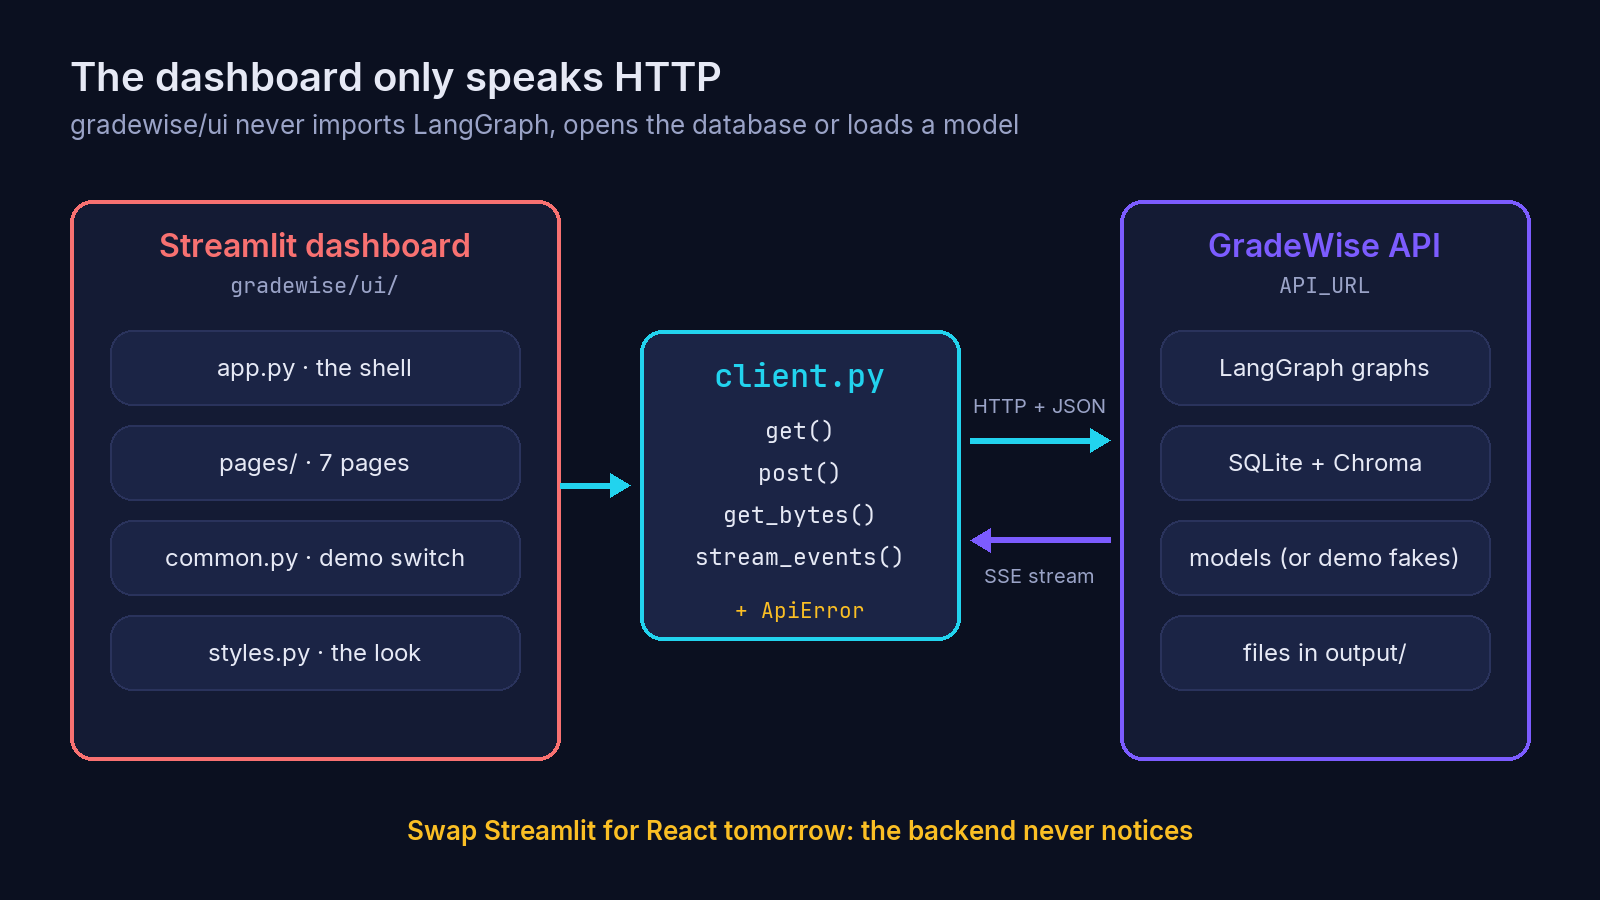 The dashboard only speaks HTTP
gradewise/ui never imports LangGraph, opens the database or loads a model
Streamlit dashboard
gradewise/ui/
app.py · the shell
pages/ · 7 pages
common.py · demo switch
styles.py · the look
client.py
get()
post()
get_bytes()
stream_events()
+ ApiError
HTTP + JSON
SSE stream
GradeWise API
API_URL
LangGraph graphs
SQLite + Chroma
models (or demo fakes)
files in output/
Swap Streamlit for React tomorrow: the backend never notices